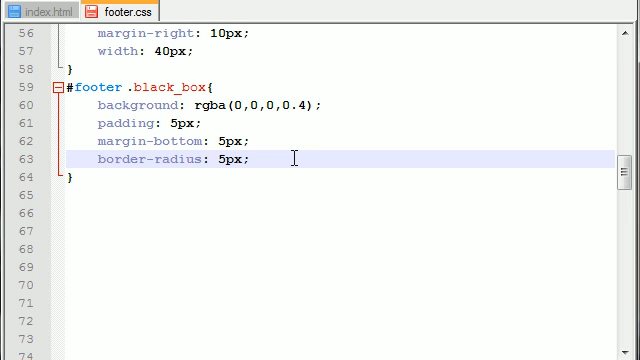 index.html footer.css
56 margin-right: 10px;
57 width: 40px;
58 }
59 #footer .black_box{
60 background: rgba(0,0,0,0.4);
61 padding: 5px;
62 margin-bottom: 5px;
63 border-radius: 5px;
64 }
65
66
67
68
69
70
71
72
73
74